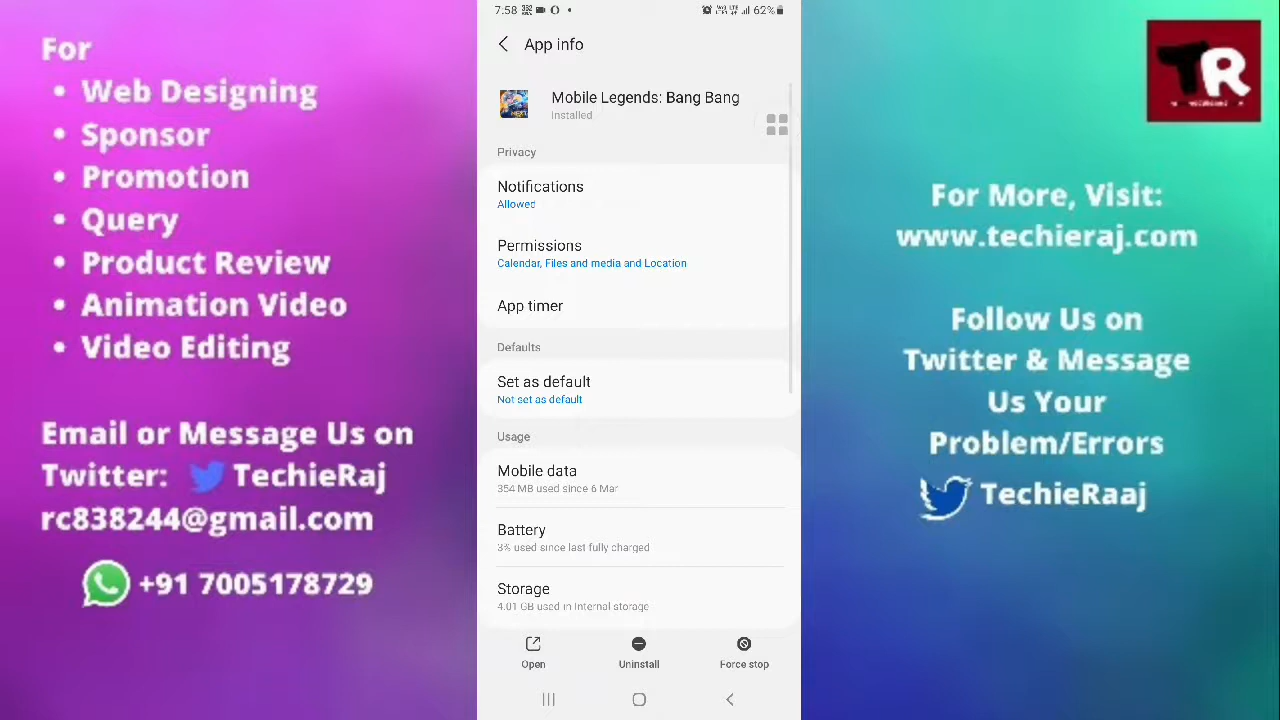 For
• Web Designing
• Sponsor
• Promotion
• Query
• Product Review
• Animation Video
• Video Editing
Email or Message Us on
Twitter: TechieRaj
rc838244@gmail.com
+91 7005178729
7:58
62%
App info
Mobile Legends: Bang Bang
Installed
Privacy
Notifications
Allowed
Permissions
Calendar, Files and media and Location
App timer
Defaults
Set as default
Not set as default
Usage
Mobile data
354 MB used since 6 Mar
Battery
3% used since last fully charged
Storage
4.01 GB used in Internal storage
Open
Uninstall
Force stop
TR
For More, Visit:
www.techieraj.com
Follow Us on
Twitter & Message
Us Your
Problem/Errors
TechieRaaj